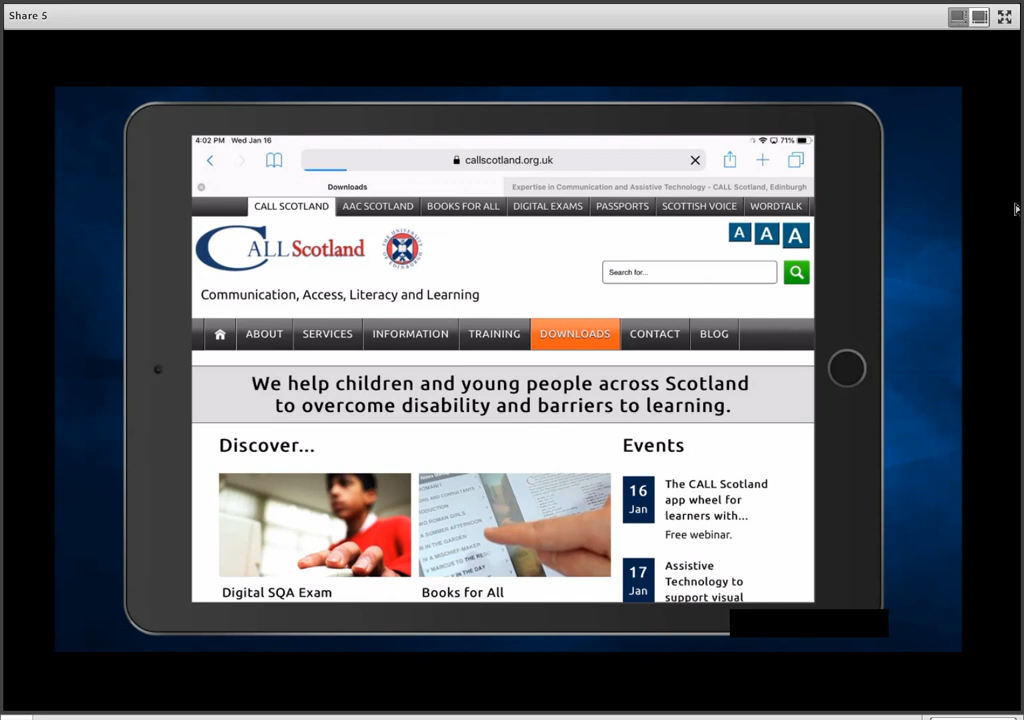 Share 5
4:02 PM Wed Jan 16
71%
callscotland.org.uk
Downloads
Expertise in Communication and Assistive Technology - CALL Scotland, Edinburgh
CALL SCOTLAND AAC SCOTLAND BOOKS FOR ALL DIGITAL EXAMS PASSPORTS SCOTTISH VOICE WORDTALK
A A A
CALL Scotland
Search for...
Communication, Access, Literacy and Learning
ABOUT SERVICES INFORMATION TRAINING DOWNLOADS CONTACT BLOG
We help children and young people across Scotland
to overcome disability and barriers to learning.
Discover...
Digital SQA Exam
Books for All
Events
16
Jan
The CALL Scotland
app wheel for
learners with...
Free webinar.
17
Jan
Assistive
Technology to
support visual